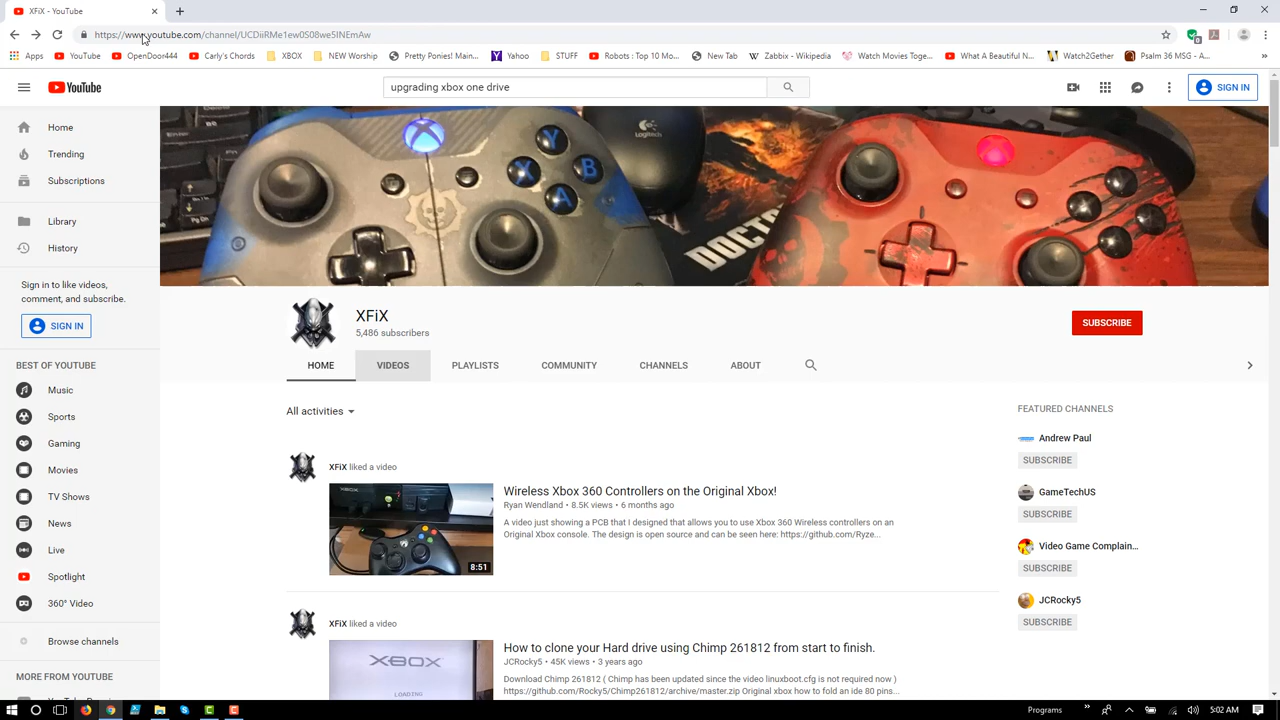 XFiX - YouTube
https://www.youtube.com/channel/UCDiiRMe1ew0S08we5INEmAw
Apps YouTube OpenDoor444 Carly's Chords XBOX NEW Worship Pretty Ponies! Main... Yahoo STUFF Robots : Top 10 Mo... New Tab Zabbix - Wikipedia Watch Movies Toge... What A Beautiful N... Watch2Gether Psalm 36 MSG - A...
YouTube
upgrading xbox one drive
SIGN IN
Home
Trending
Subscriptions
Library
History
Sign in to like videos,
comment, and subscribe.
SIGN IN
BEST OF YOUTUBE
Music
Sports
Gaming
Movies
TV Shows
News
Live
Spotlight
360° Video
Browse channels
MORE FROM YOUTUBE
Logitech
Y
X B
A
DOCT
XFiX
5,486 subscribers
SUBSCRIBE
HOME VIDEOS PLAYLISTS COMMUNITY CHANNELS ABOUT
All activities
XFiX liked a video
Wireless Xbox 360 Controllers on the Original Xbox!
Ryan Wendland • 8.5K views • 6 months ago
A video just showing a PCB that I designed that allows you to use Xbox 360 Wireless controllers on an
Original Xbox console. The design is open source and can be seen here: https://github.com/Ryze...
8:51
XFiX liked a video
How to clone your Hard drive using Chimp 261812 from start to finish.
JCRocky5 • 45K views • 3 years ago
Download Chimp 261812 ( Chimp has been updated since the video linuxboot.cfg is not required now )
https://github.com/Rocky5/Chimp261812/archive/master.zip Original xbox how to fold an ide 80 pins...
XBOX
LOADING
FEATURED CHANNELS
Andrew Paul
SUBSCRIBE
GameTechUS
SUBSCRIBE
Video Game Complain...
SUBSCRIBE
JCRocky5
SUBSCRIBE
Programs
5:02 AM